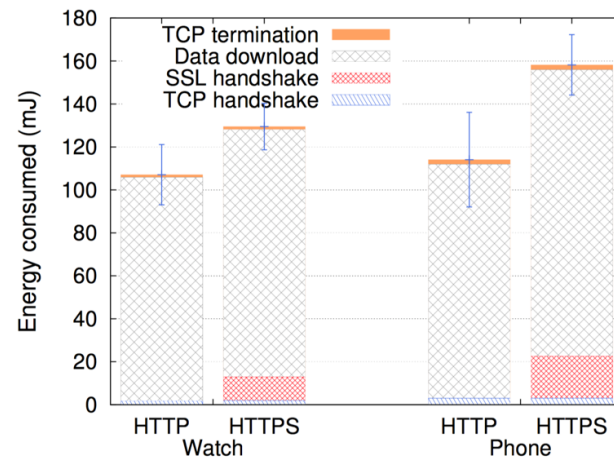 180
160
140
120
100
80
60
40
20
0
Energy consumed (mJ)
TCP termination
Data download
SSL handshake
TCP handshake
HTTP HTTPS HTTP HTTPS
Watch Phone